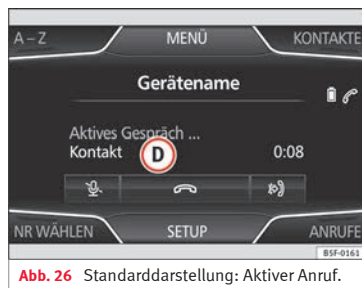 A – Z MENÜ KONTAKTE
Gerätename
Aktives Gespräch ...
Kontakt D 0:08
NR WÄHLEN SETUP ANRUFE
B5F-0161
Abb. 26 Standarddarstellung: Aktiver Anruf.